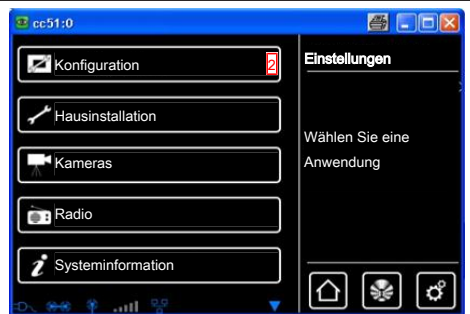 cc51:0
Konfiguration 2
Hausinstallation
Kameras
Radio
Systeminformation
Einstellungen
Wählen Sie eine
Anwendung